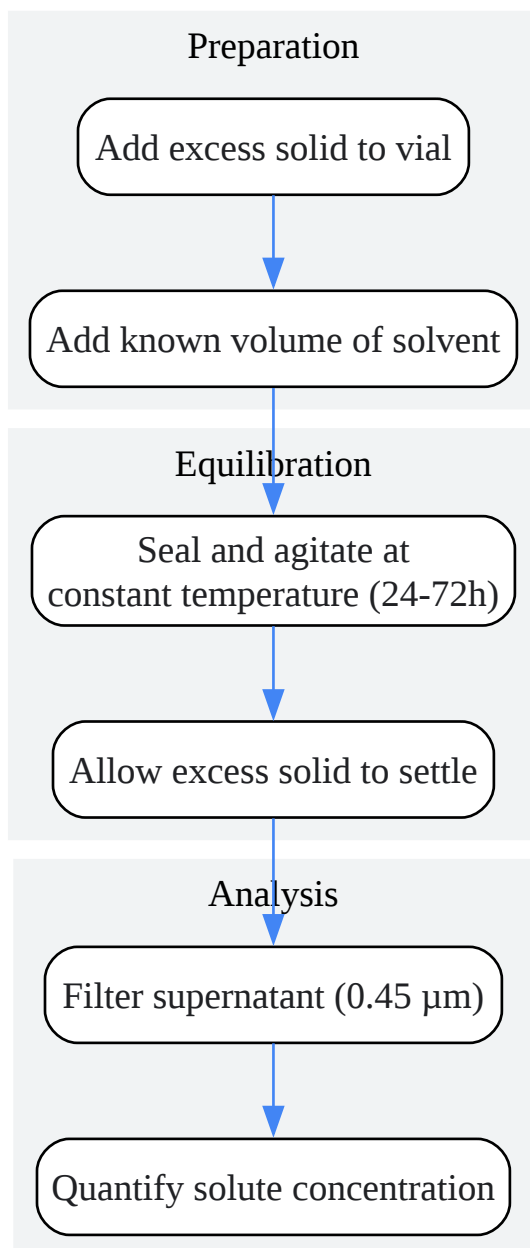 Preparation
Add excess solid to vial
Add known volume of solvent
Equilibration
Seal and agitate at
constant temperature (24-72h)
Allow excess solid to settle
Analysis
Filter supernatant (0.45 µm)
Quantify solute concentration